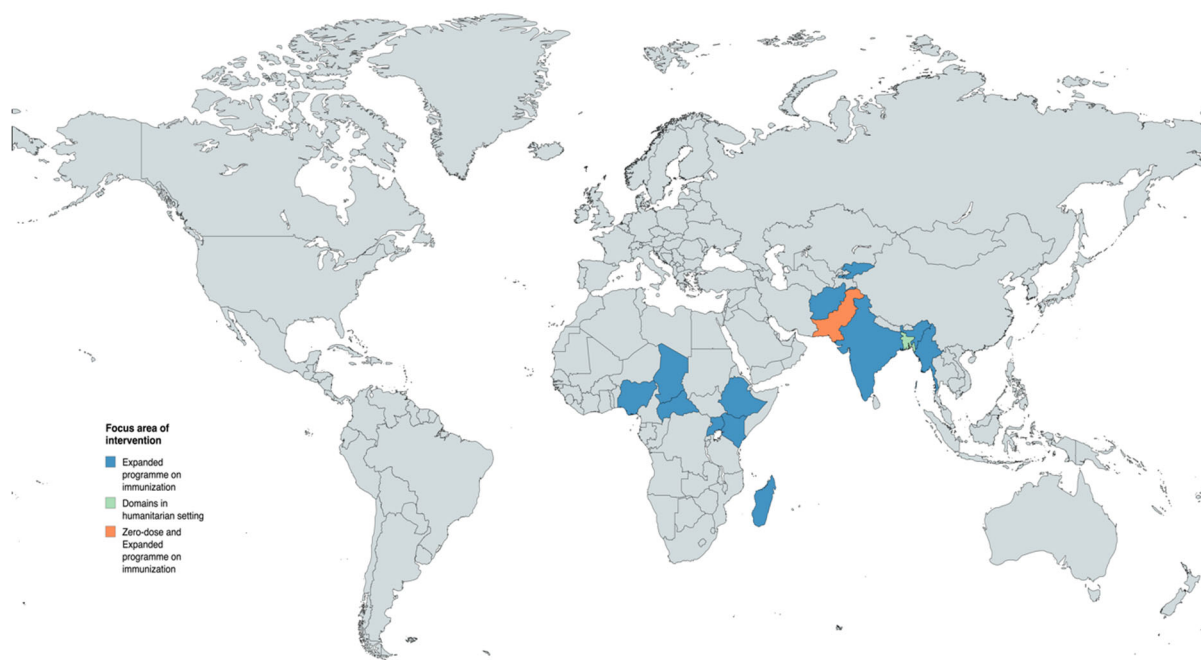 Focus area of
intervention
Expanded
programme on
immunization
Domains in
humanitarian setting
Zero-dose and
Expanded
programme on
immunization